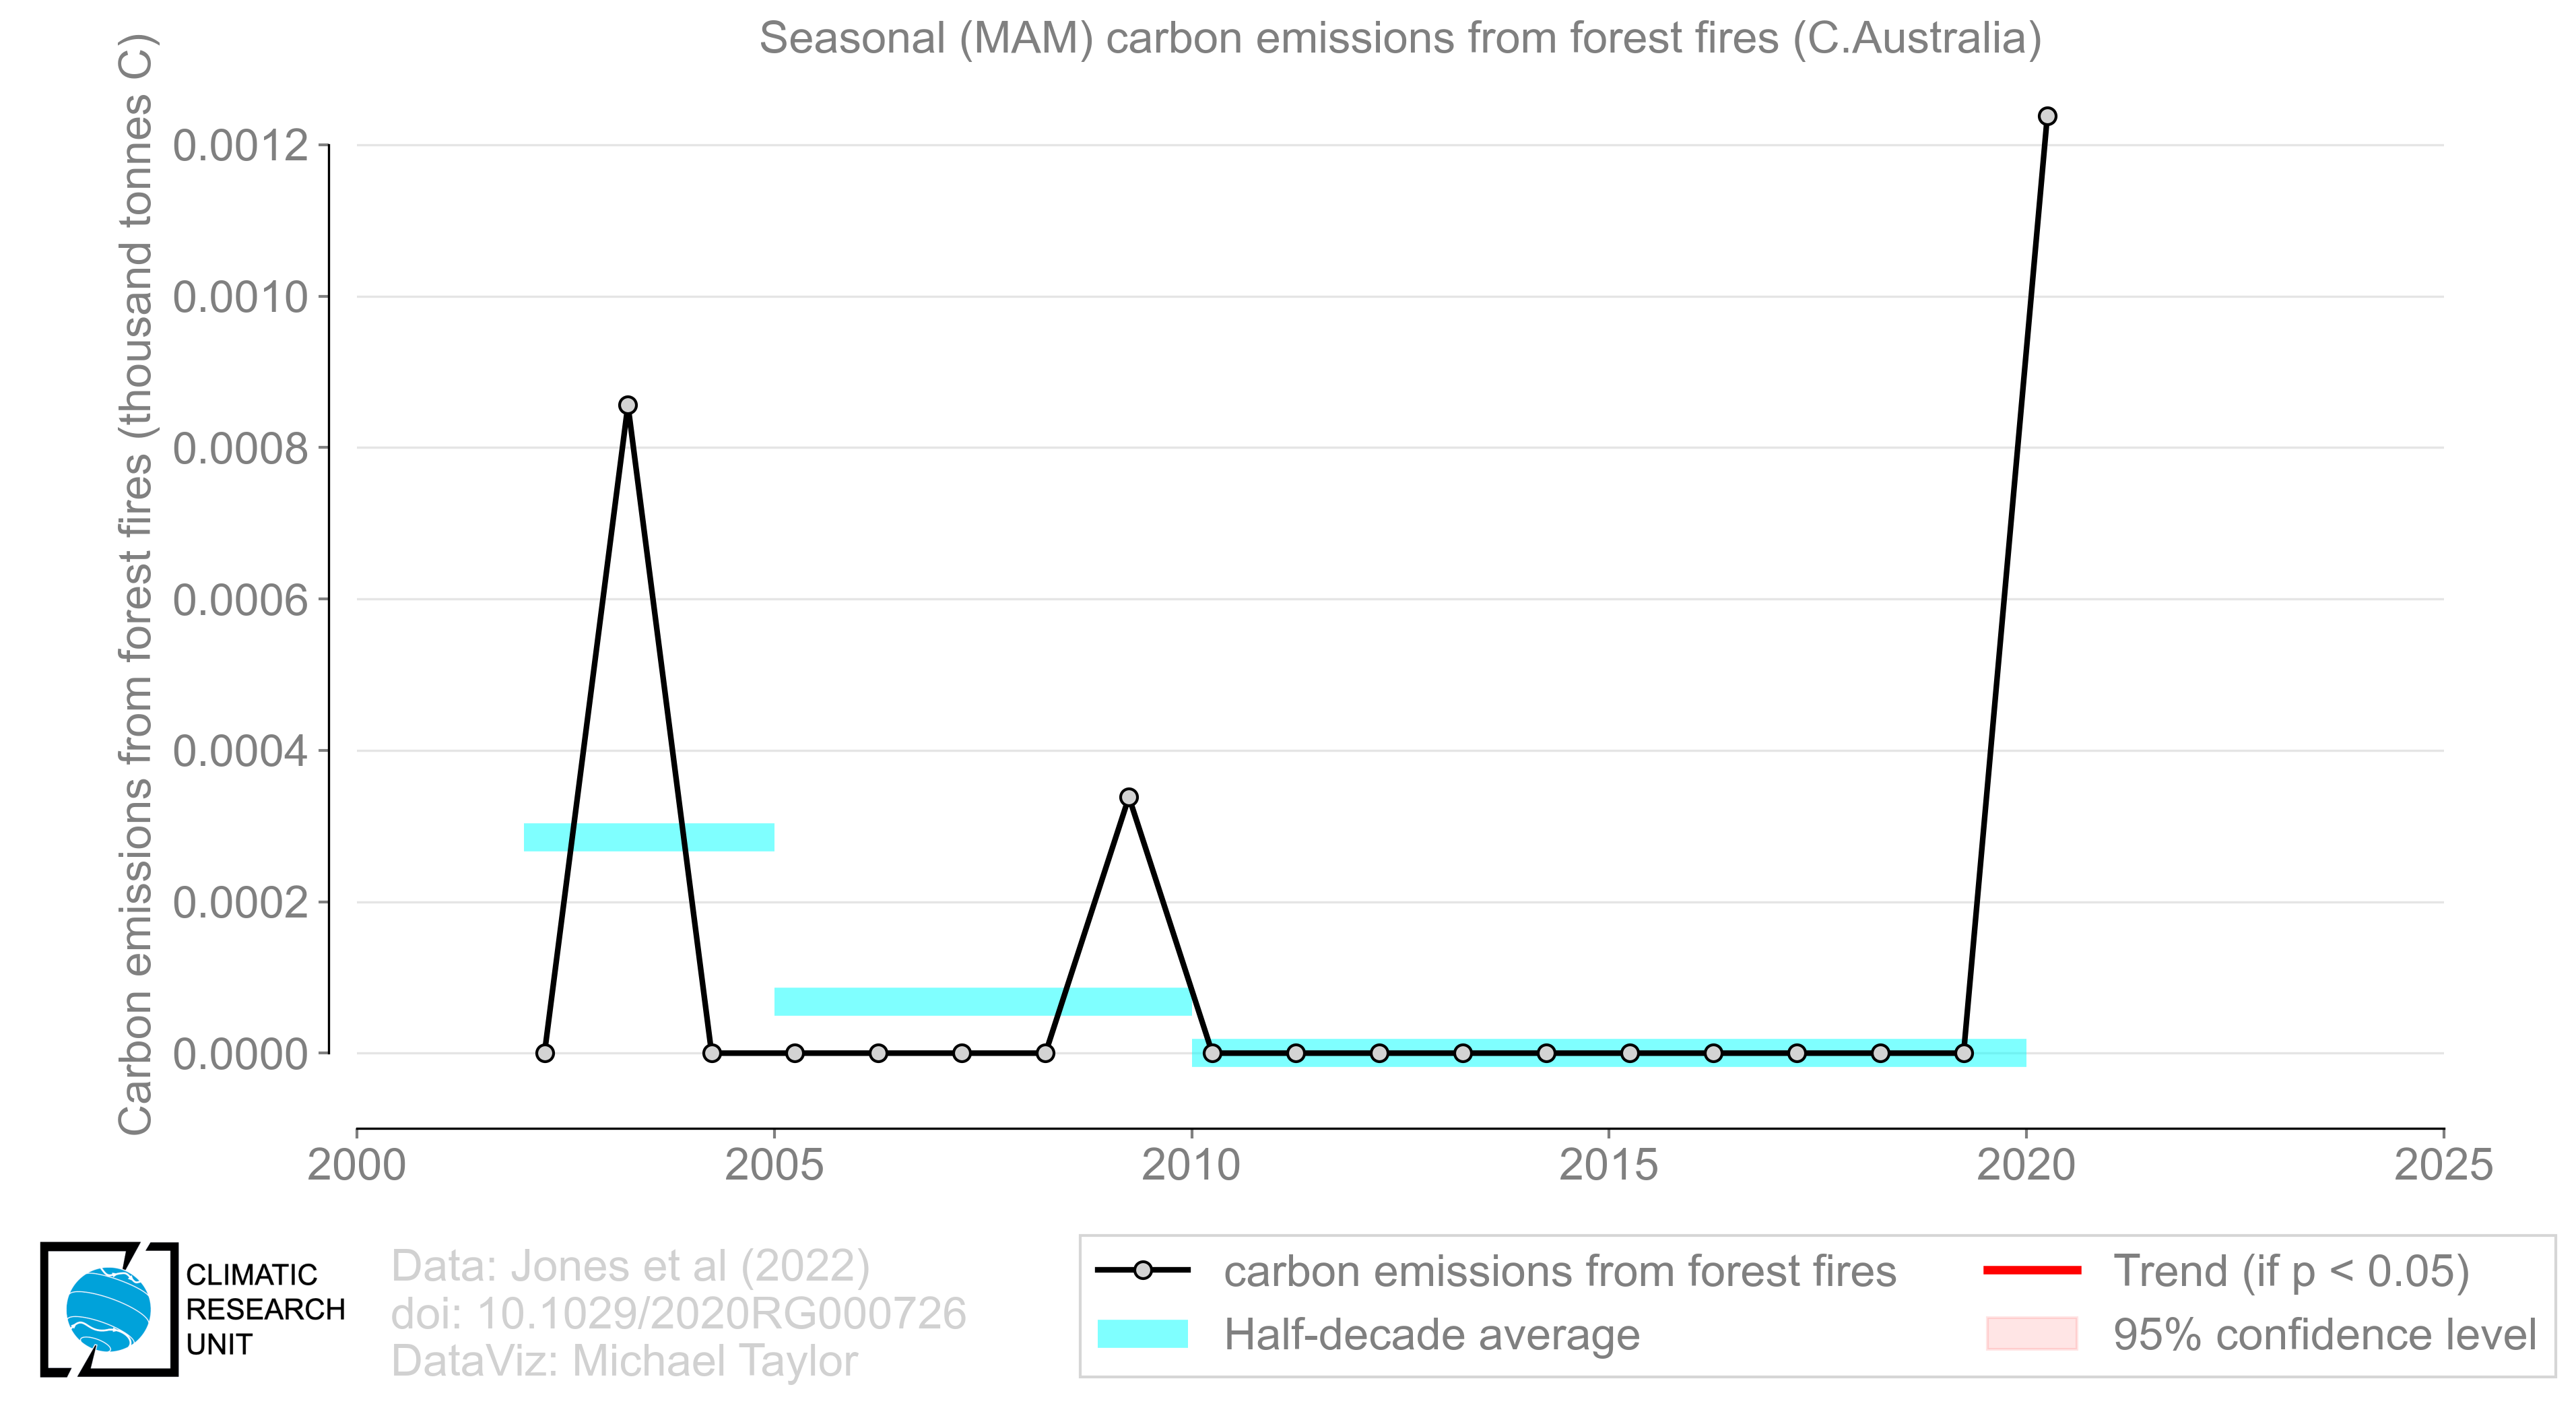 Seasonal (MAM) carbon emissions from forest fires (C.Australia)
Carbon emissions from forest fires (thousand tonnes C)
0.0012
0.0010
0.0008
0.0006
0.0004
0.0002
0.0000
2000
2005
2010
2015
2020
2025
CLIMATIC
RESEARCH
UNIT
Data: Jones et al (2022)
doi: 10.1029/2020RG000726
DataViz: Michael Taylor
carbon emissions from forest fires
Half-decade average
Trend (if p < 0.05)
95% confidence level